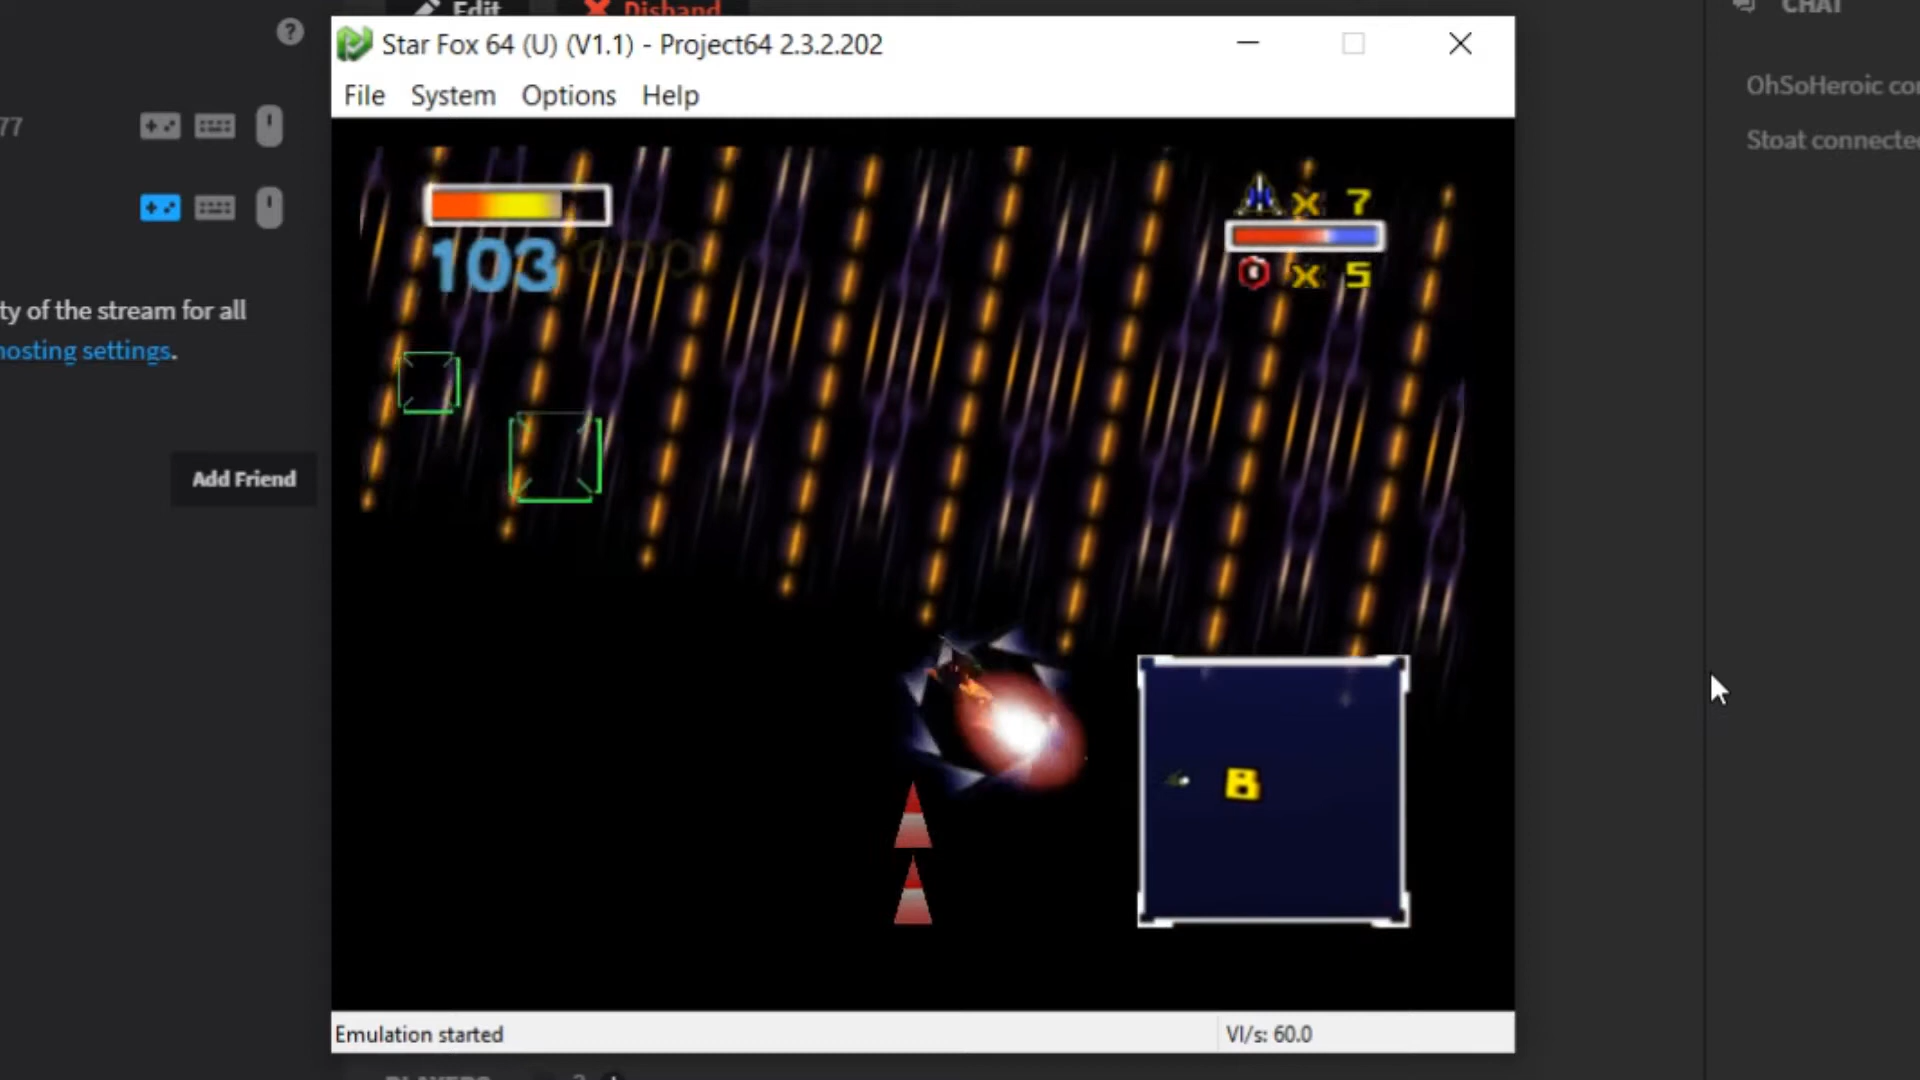 Edit
Disband
CHAT
?
Star Fox 64 (U) (V1.1) - Project64 2.3.2.202
File System Options Help
OhSoHeroic
77
Stoat connected
x 7
103
x 5
ty of the stream for all
hosting settings.
Add Friend
B
Emulation started
VI/s: 60.0
PLAYERS